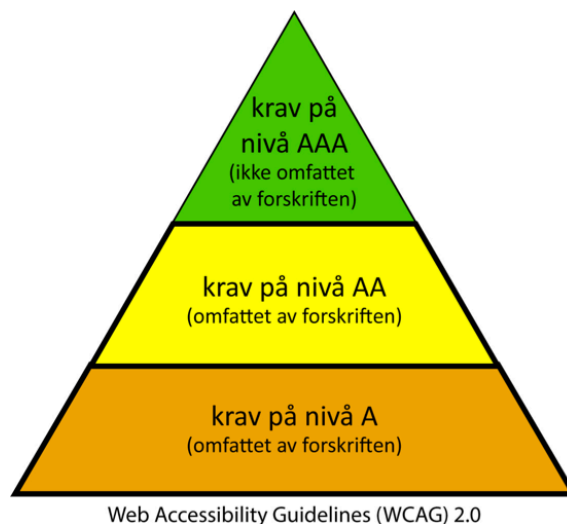 krav på
nivå AAA
(ikke omfattet
av forskriften)
krav på nivå AA
(omfattet av forskriften)
krav på nivå A
(omfattet av forskriften)
Web Accessibility Guidelines (WCAG) 2.0